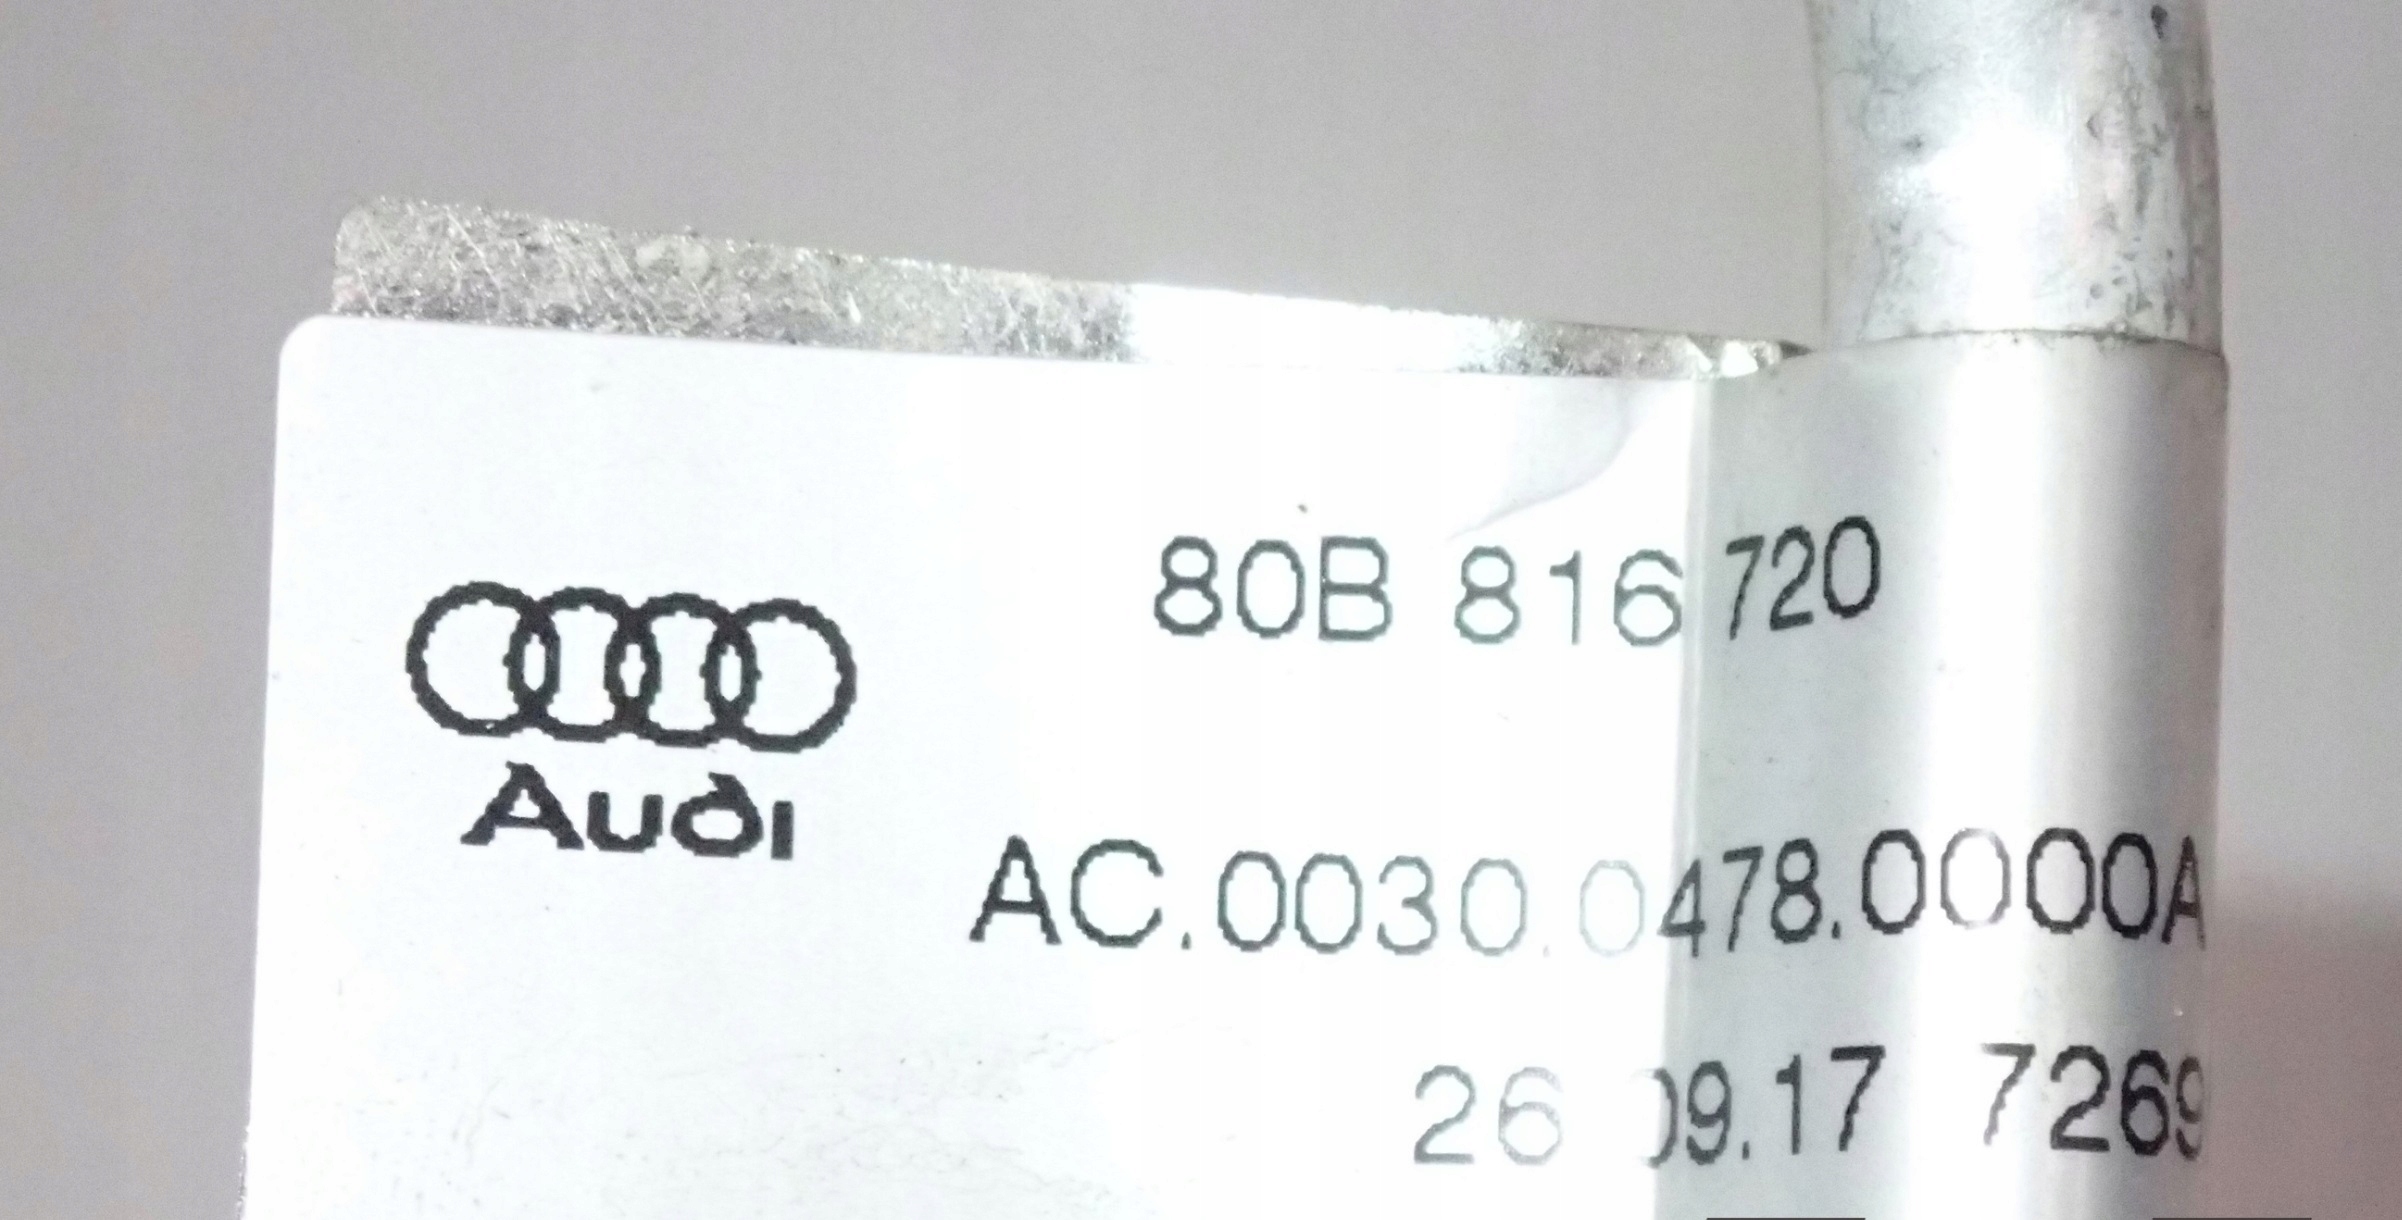 Audi
80B 816 720
AC.0030.0478.0000A
26 09.17 7269